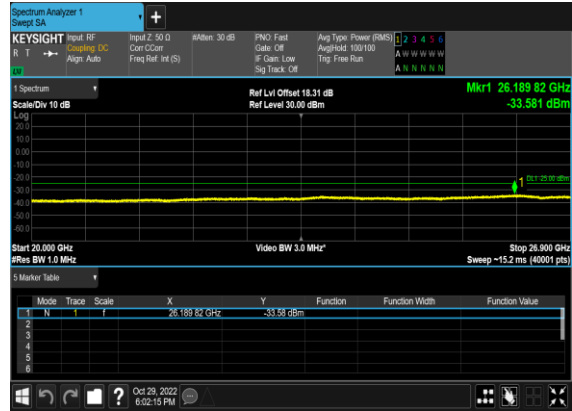 Spectrum Analyzer 1
Swept SA
+
KEYSIGHT Input: RF Input Z: 50 Ω #Atten: 30 dB PNO: Fast Avg Type: Power (RMS) 1 2 3 4 5 6
R T Coupling: DC Corr CCorr Gate: Off Avg|Hold: 100/100 A W W W W W
Align: Auto Freq Ref: Int (S) IF Gain: Low Trig: Free Run
Sig Track: Off A N N N N N
1 Spectrum Ref Lvl Offset 18.31 dB Mkr1 26.189 82 GHz
Scale/Div 10 dB Ref Level 30.00 dBm -33.581 dBm
Log
20.0
10.0
0.00
-10.0
-20.0
1 DL1 -25.00 dBm
-30.0
-40.0
-50.0
-60.0
Start 20.000 GHz Video BW 3.0 MHz* Stop 26.900 GHz
#Res BW 1.0 MHz Sweep ~15.2 ms (40001 pts)
5 Marker Table
Mode Trace Scale X Y Function Function Width Function Value
1 N 1 f 26.189 82 GHz -33.58 dBm
2
3
4
5
6
? Oct 29, 2022
6:02:15 PM